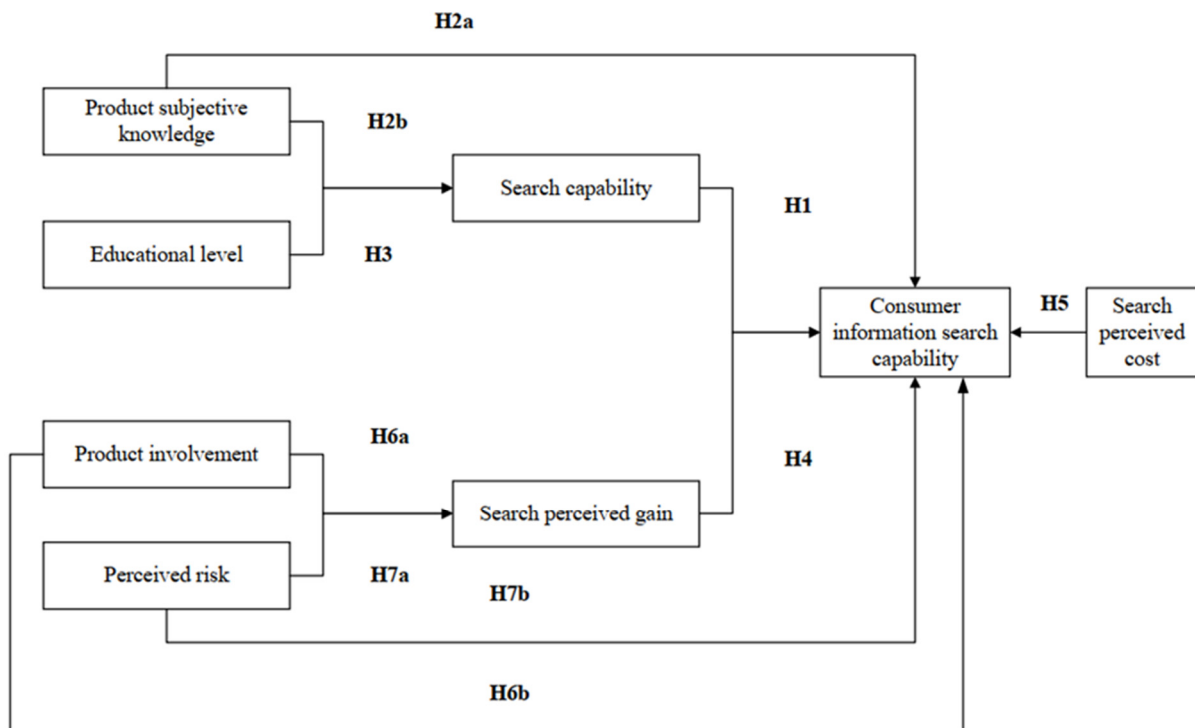 H2a
Product subjective
knowledge
H2b
Search capability
H1
Educational level
H3
Consumer
information search
capability
H5
Search
perceived
cost
Product involvement
H6a
H4
Search perceived gain
Perceived risk
H7a
H7b
H6b